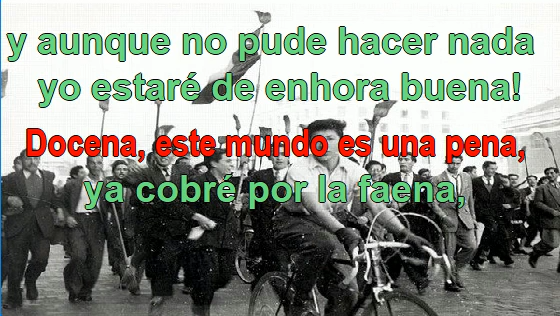 y aunque no pude hacer nada
yo estaré de enhora buena!
Docena, este mundo es una pena,
ya cobré por la faena,